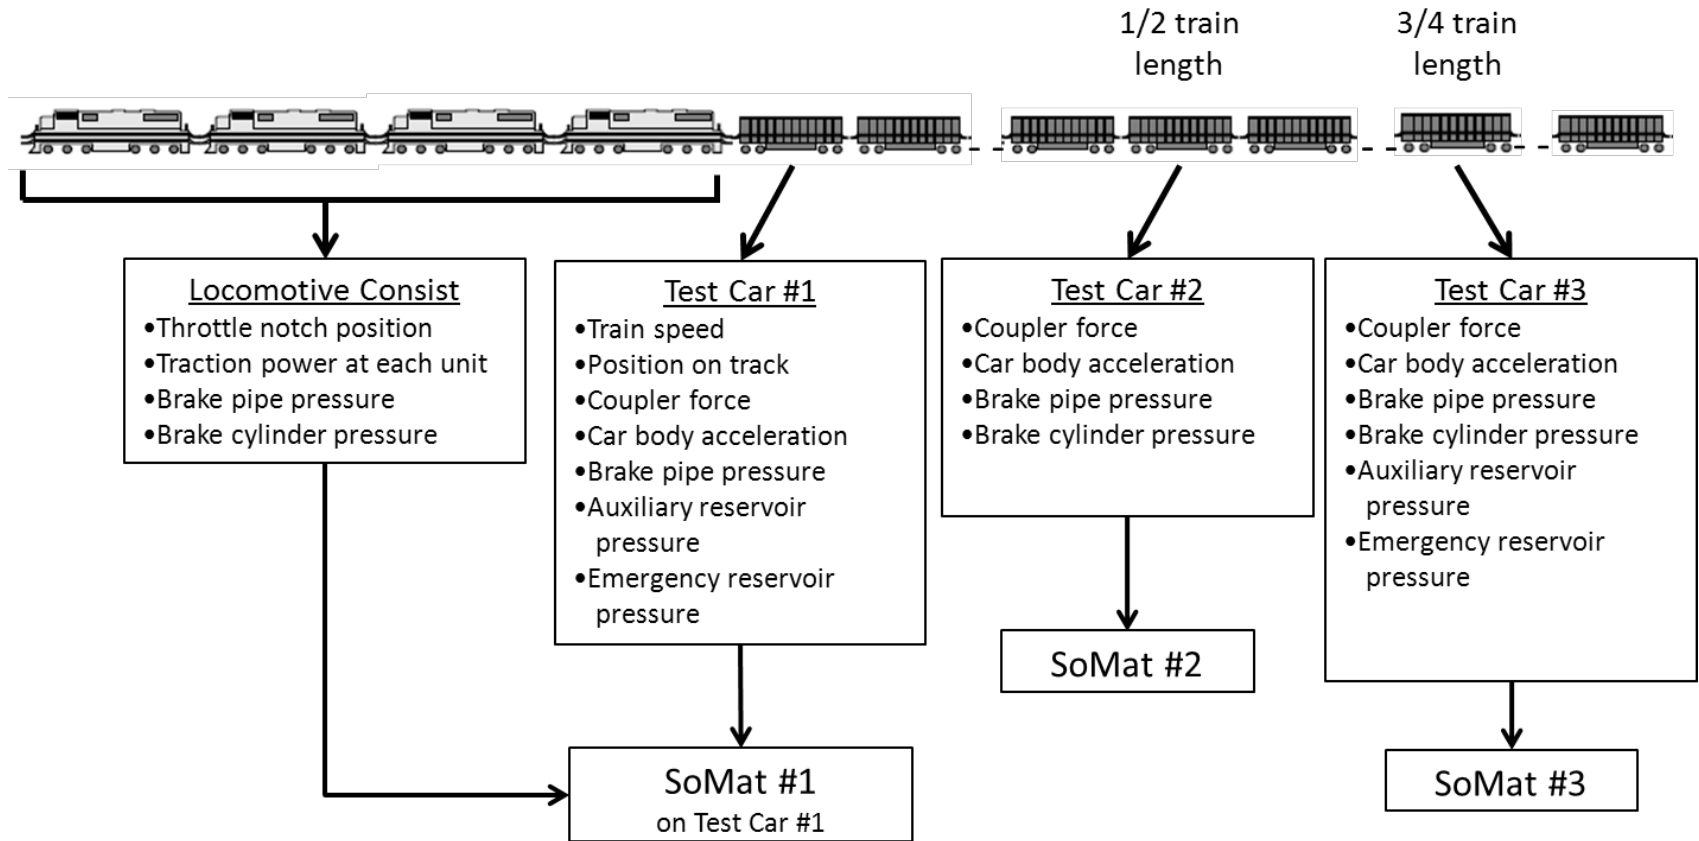 1/2 train
length
3/4 train
length
Locomotive Consist
•Throttle notch position
•Traction power at each unit
•Brake pipe pressure
•Brake cylinder pressure
Test Car #1
•Train speed
•Position on track
•Coupler force
•Car body acceleration
•Brake pipe pressure
•Auxiliary reservoir
pressure
•Emergency reservoir
pressure
Test Car #2
•Coupler force
•Car body acceleration
•Brake pipe pressure
•Brake cylinder pressure
Test Car #3
•Coupler force
•Car body acceleration
•Brake pipe pressure
•Brake cylinder pressure
•Auxiliary reservoir
pressure
•Emergency reservoir
pressure
SoMat #1
on Test Car #1
SoMat #2
SoMat #3